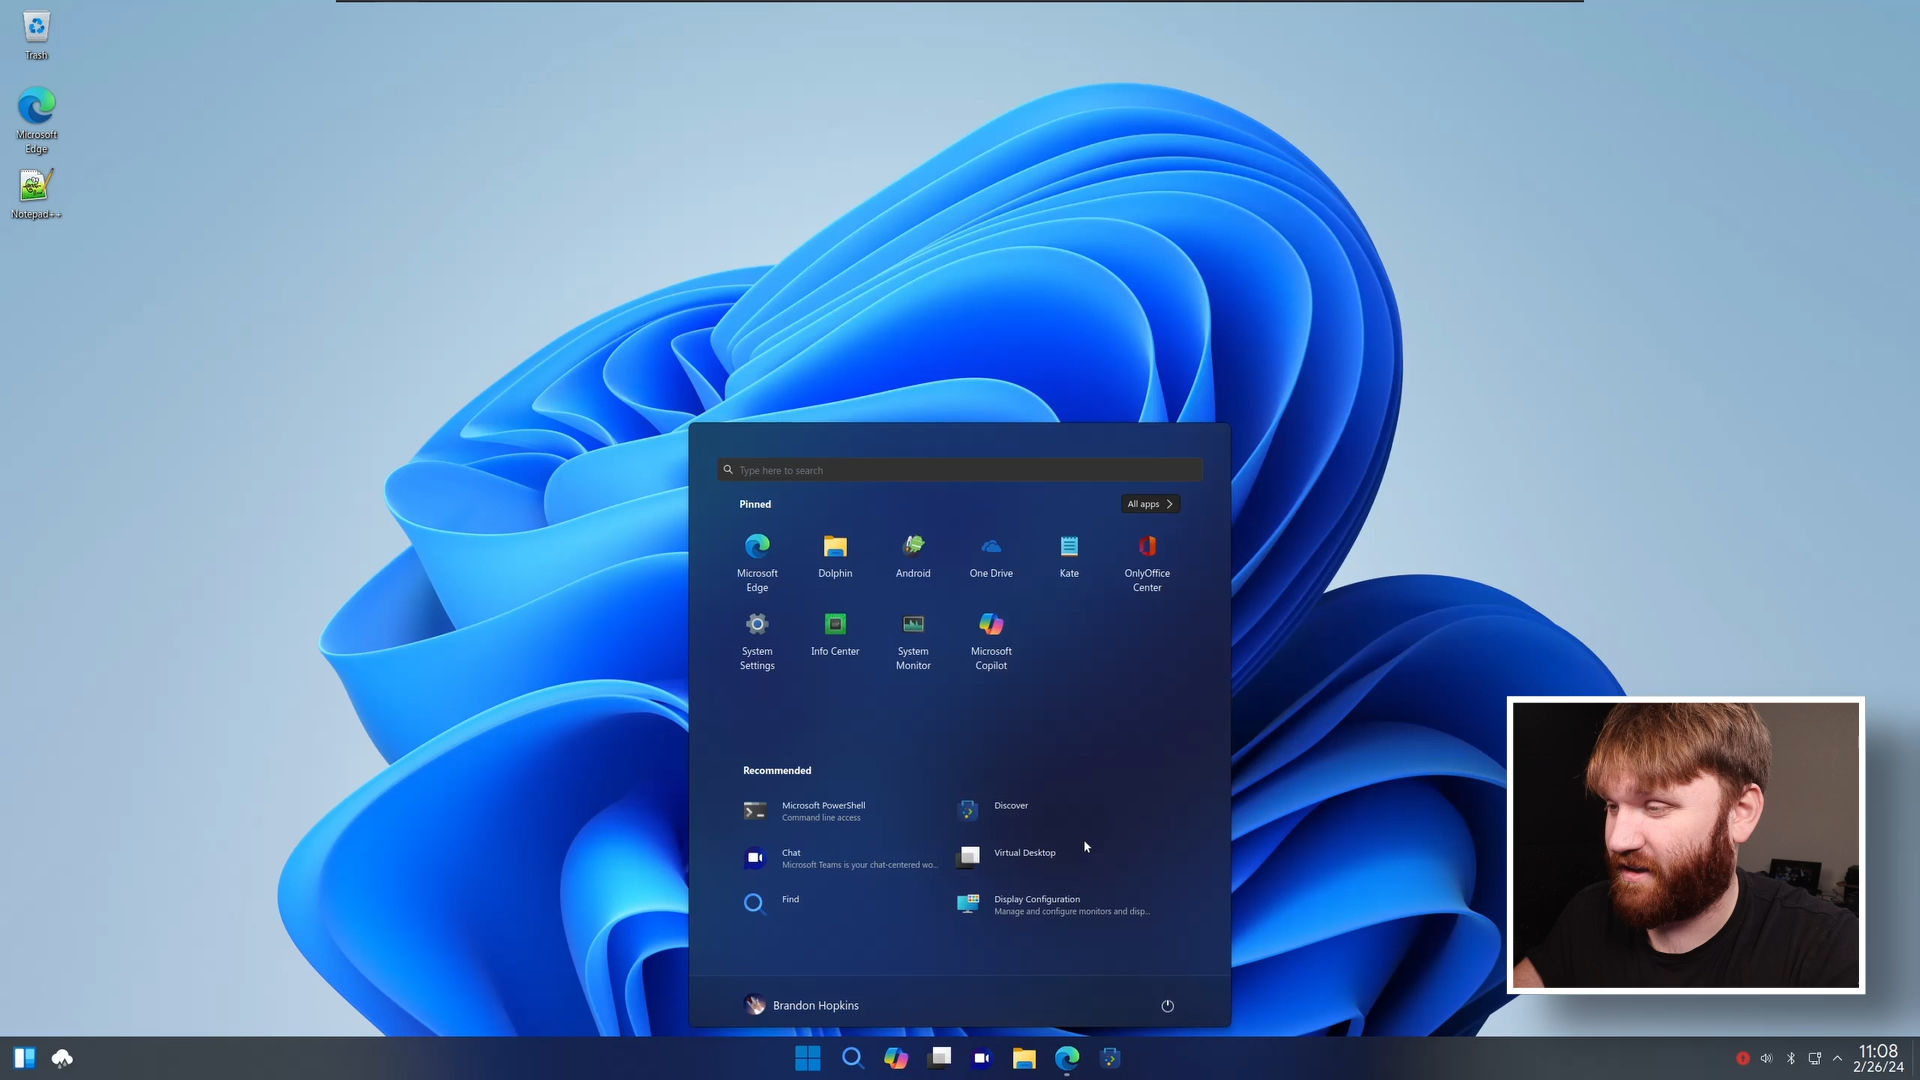 Trash
Microsoft
Edge
Notepad++
Type here to search
Pinned
All apps
Microsoft
Edge
Dolphin
Android
One Drive
Kate
OnlyOffice
Center
System
Settings
Info Center
System
Monitor
Microsoft
Copilot
Recommended
Microsoft PowerShell
Command line access
Discover
Chat
Microsoft Teams is your chat-centered wo...
Virtual Desktop
Find
Display Configuration
Manage and configure monitors and disp...
Brandon Hopkins
11:08
2/26/24